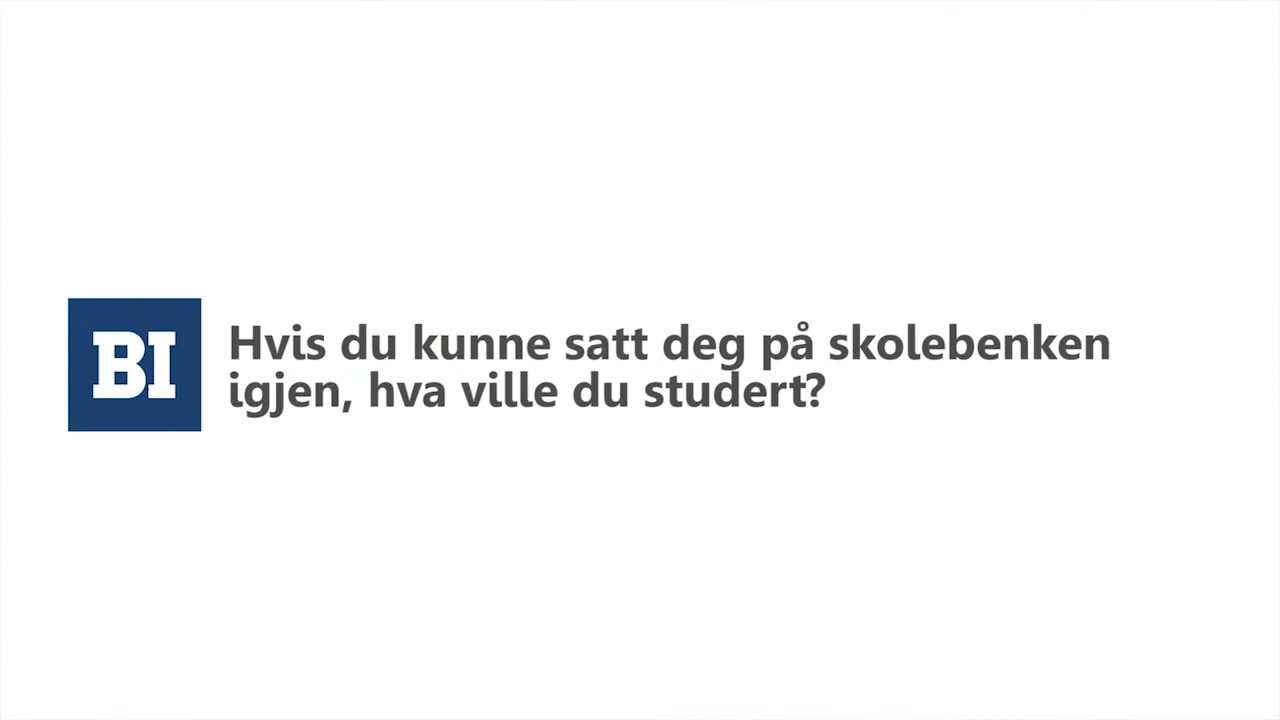 BI
Hvis du kunne satt deg på skolebenken
igjen, hva ville du studert?